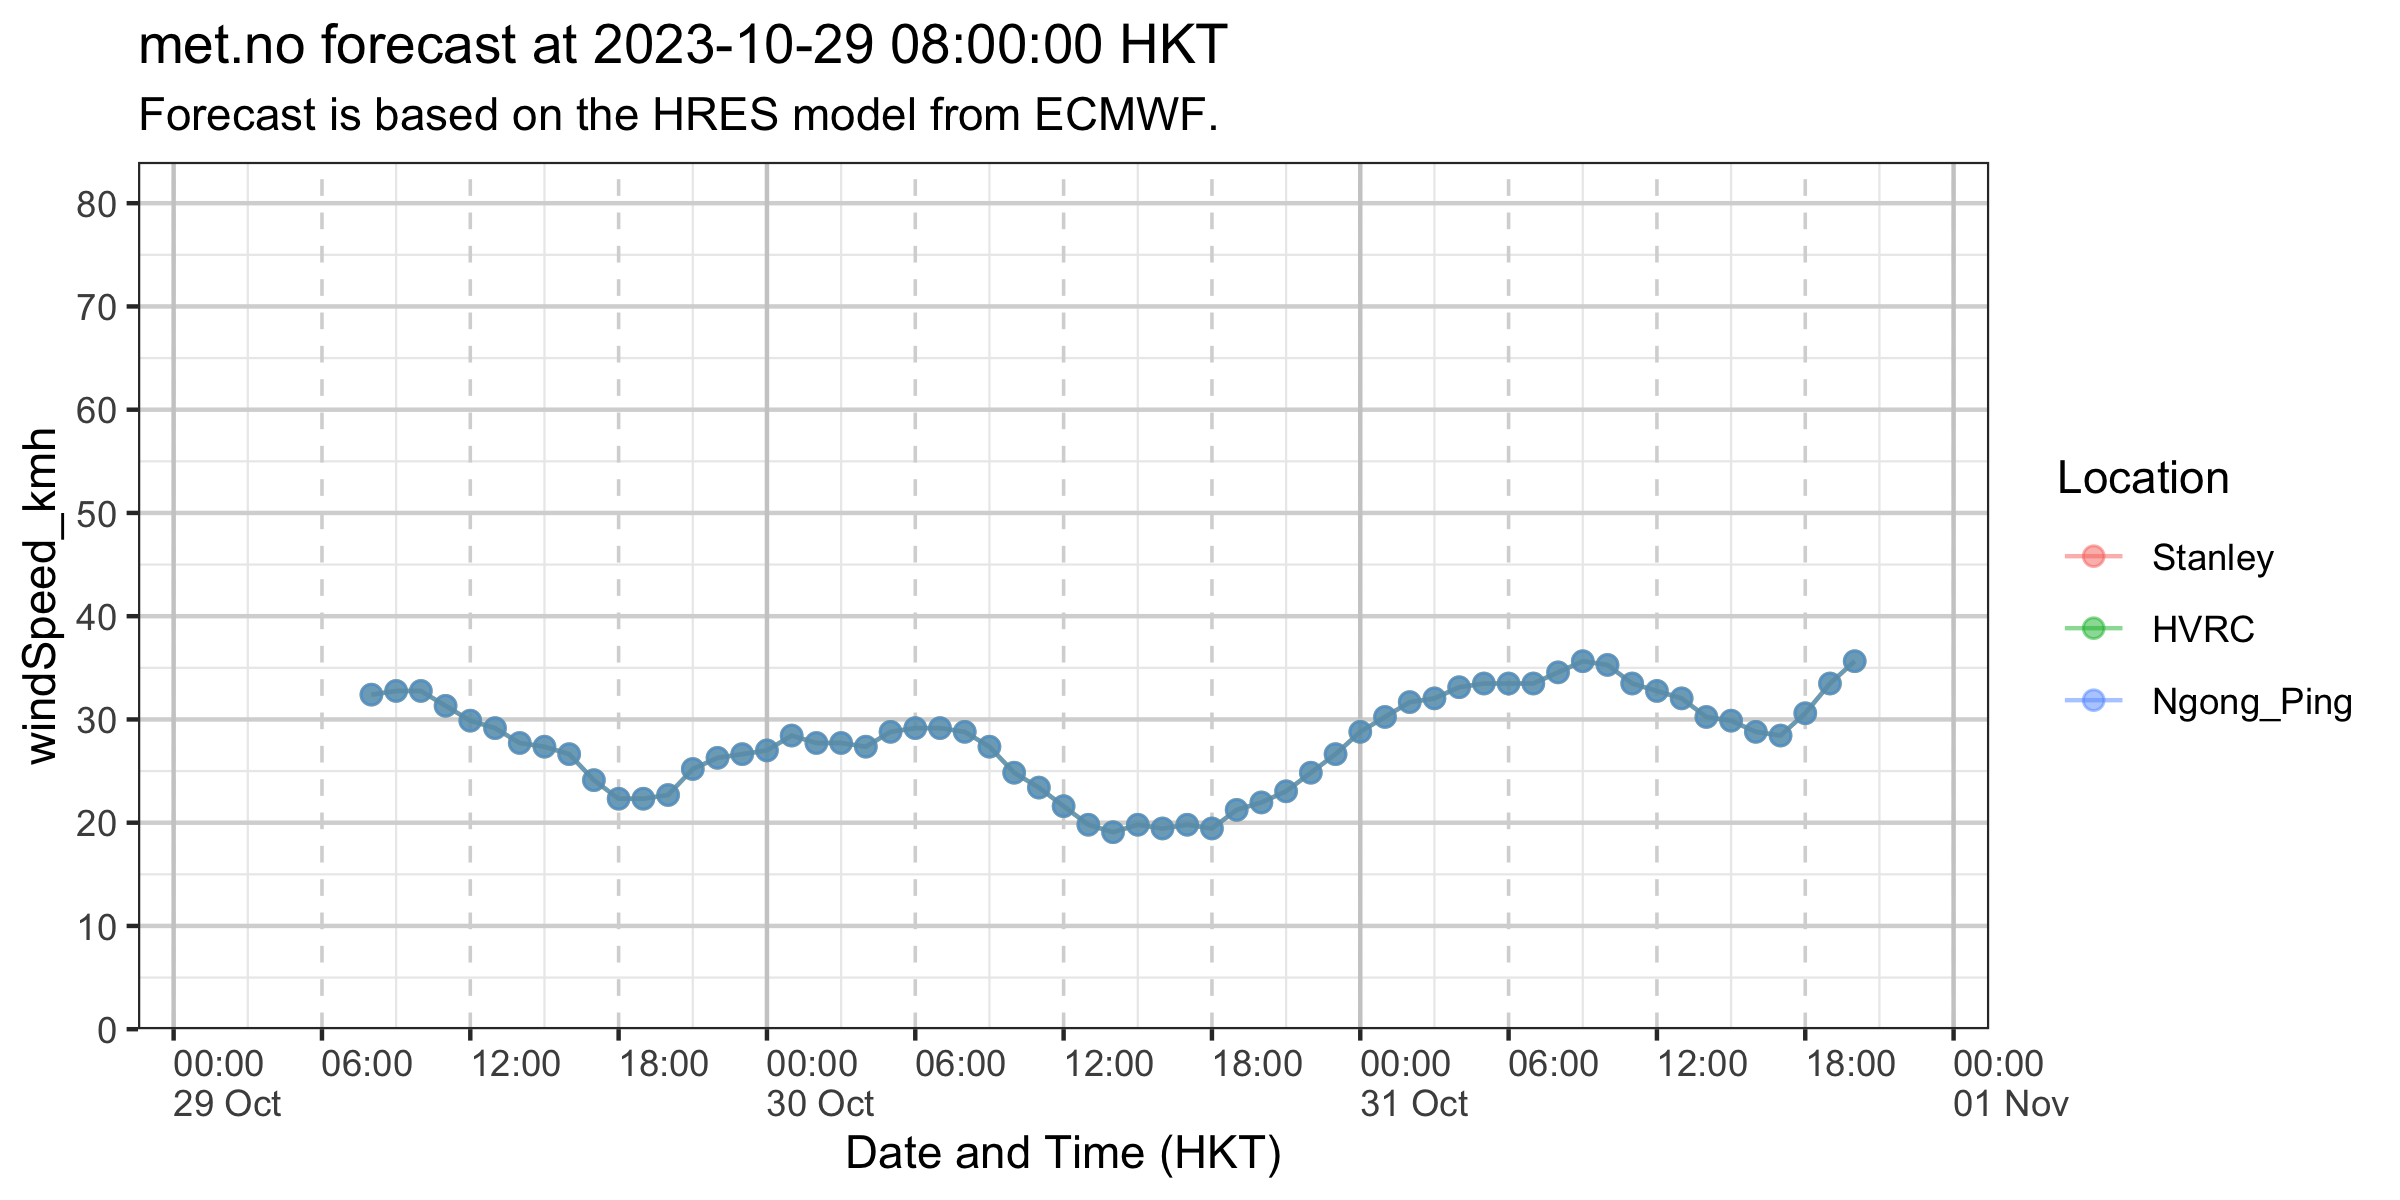 met.no forecast at 2023-10-29 08:00:00 HKT
Forecast is based on the HRES model from ECMWF.
windSpeed_kmh
80
70
60
50
40
30
20
10
0
00:00 06:00 12:00 18:00 00:00 06:00 12:00 18:00 00:00 06:00 12:00 18:00 00:00
29 Oct 30 Oct 31 Oct 01 Nov
Date and Time (HKT)
Location
Stanley
HVRC
Ngong_Ping